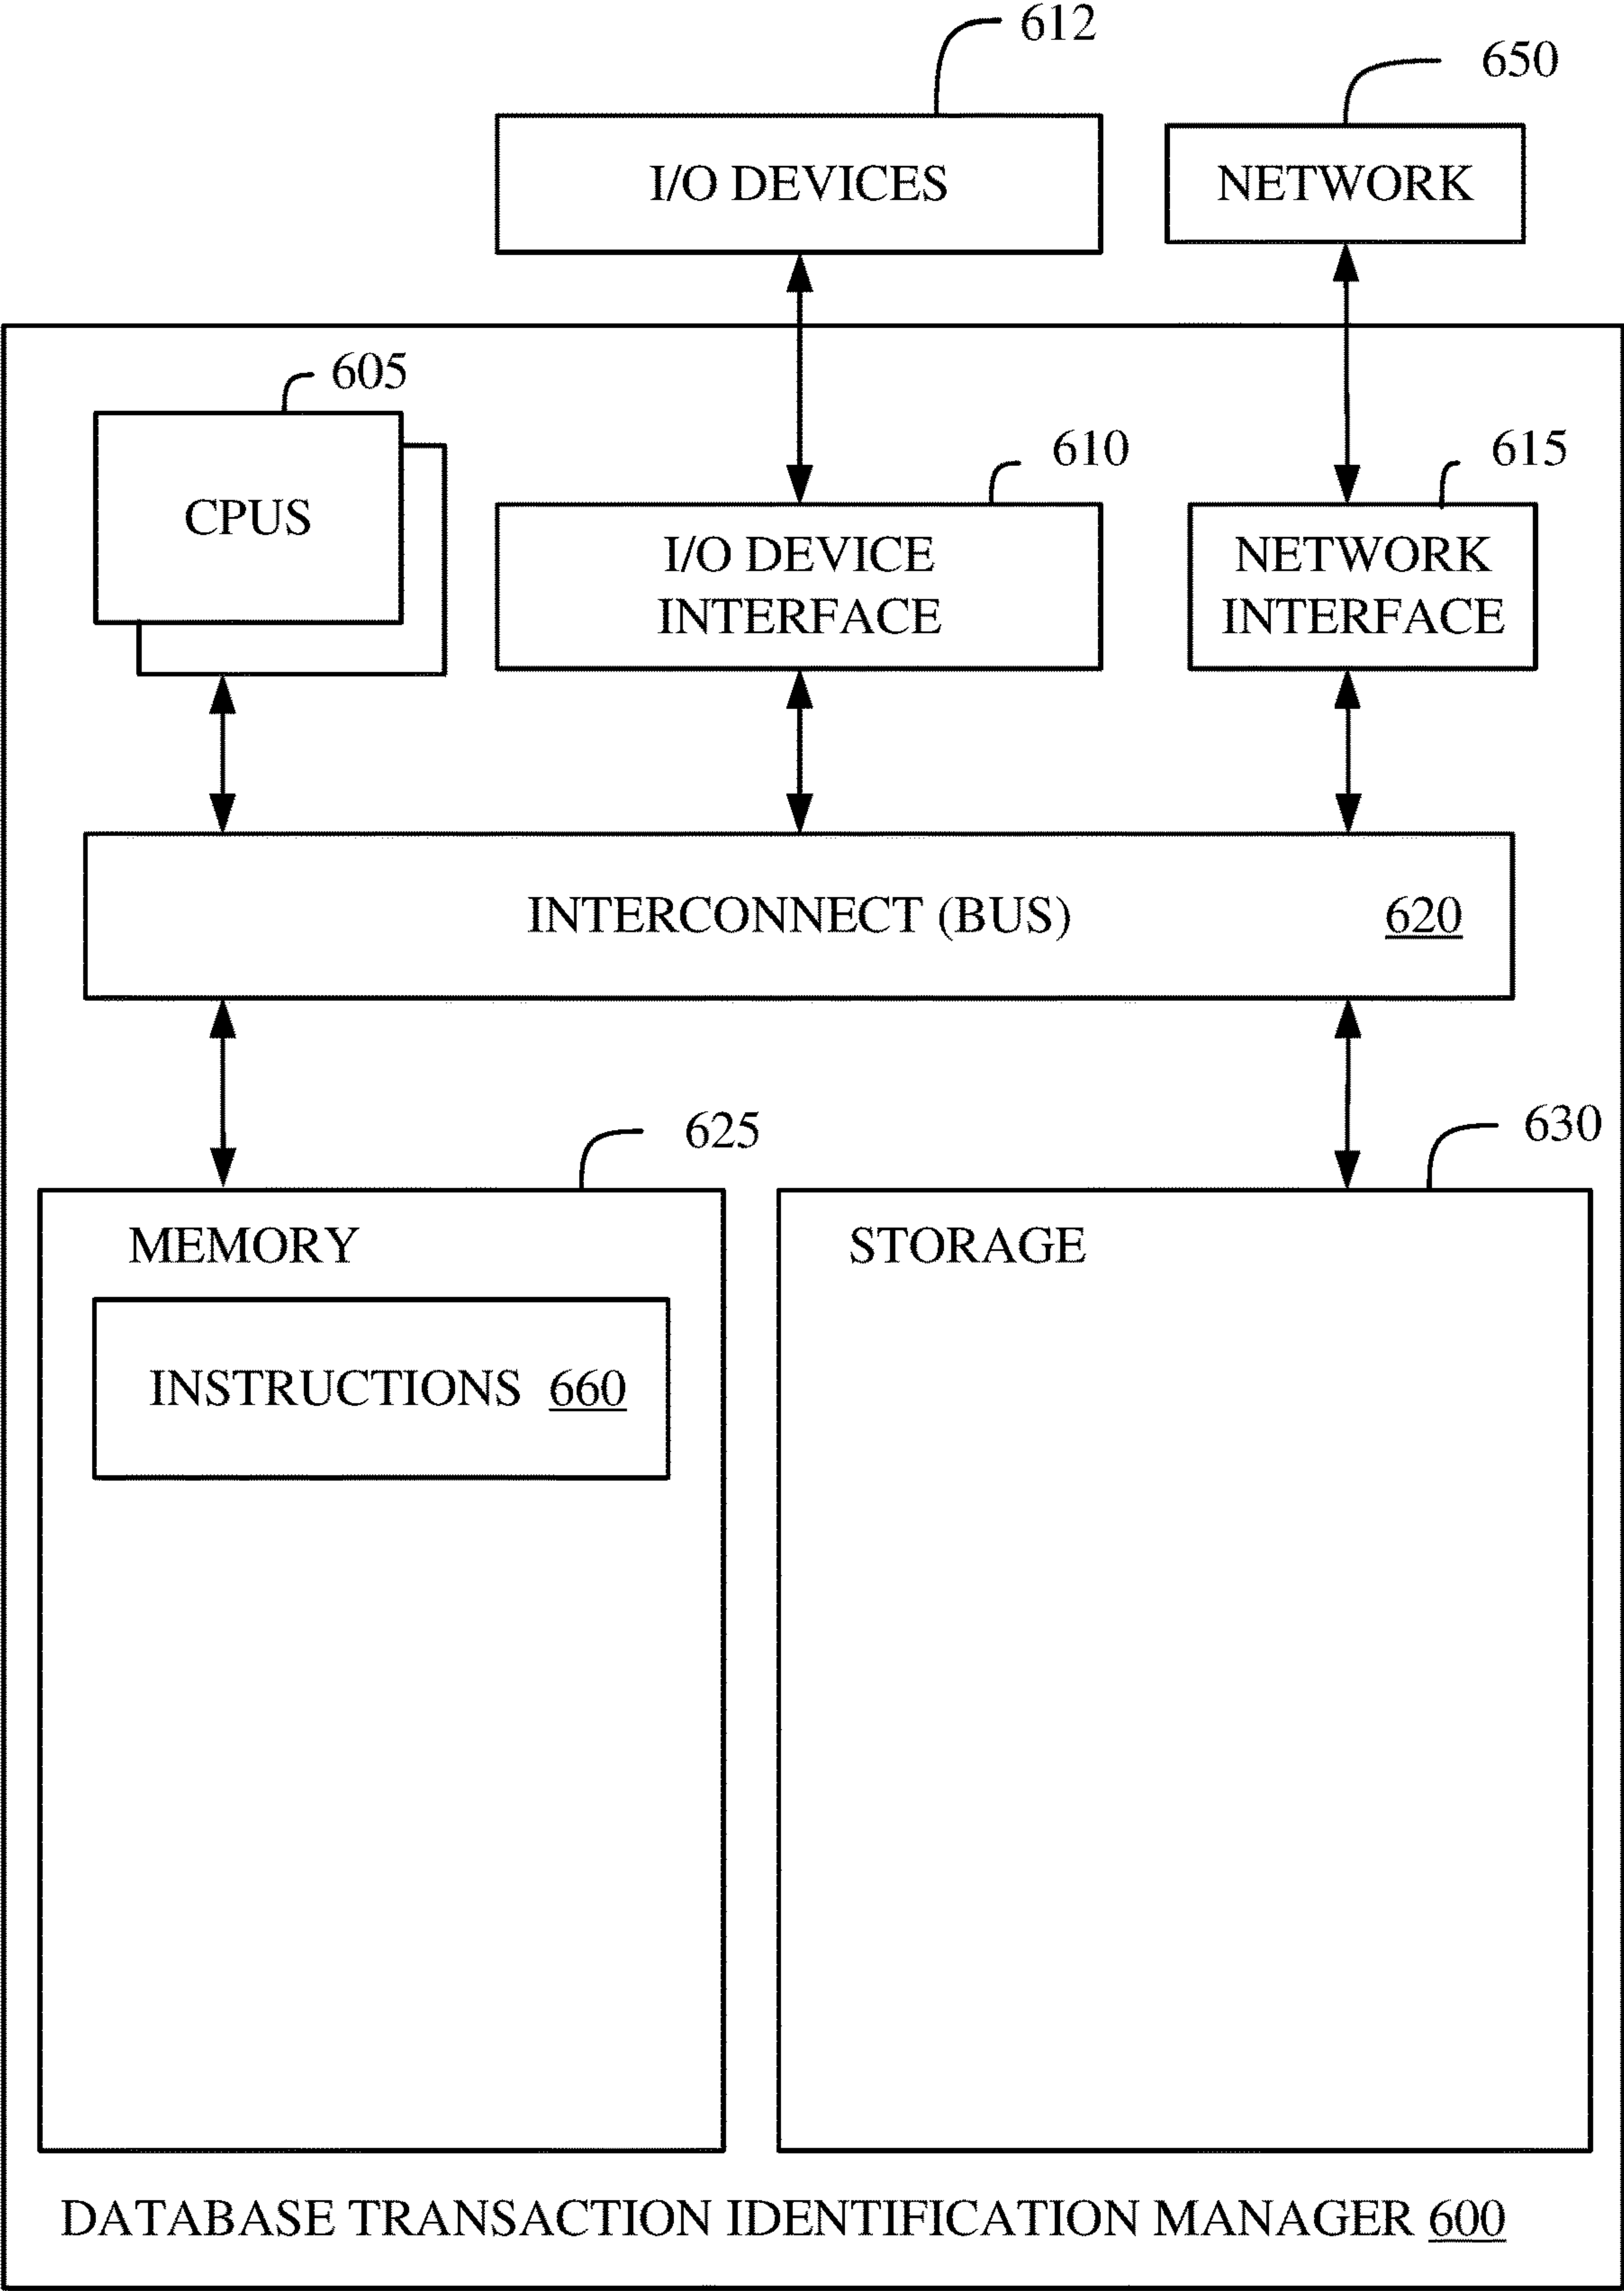 612
650
I/O DEVICES
NETWORK
605
610
615
CPUS
I/O DEVICE
INTERFACE
NETWORK
INTERFACE
INTERCONNECT (BUS) 620
625
630
MEMORY
STORAGE
INSTRUCTIONS 660
DATABASE TRANSACTION IDENTIFICATION MANAGER 600